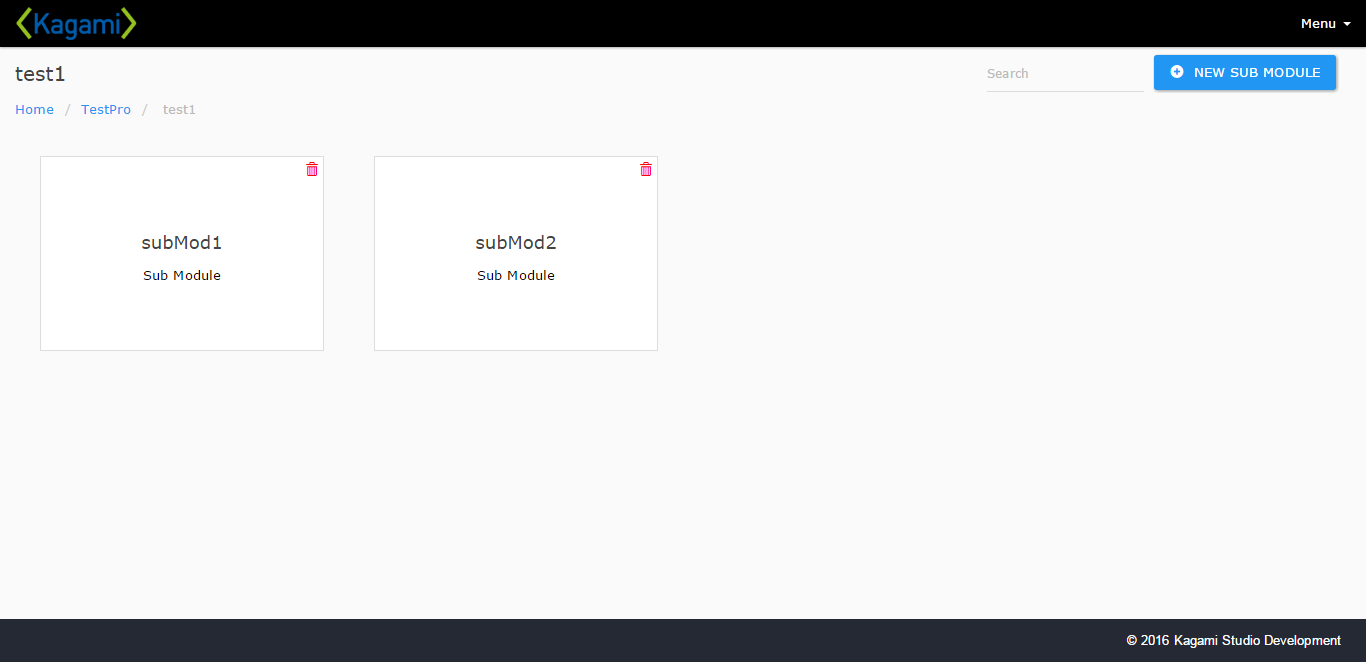 <Kagami>
Menu
test1
Search
NEW SUB MODULE
Home / TestPro / test1
subMod1
Sub Module
subMod2
Sub Module
© 2016 Kagami Studio Development